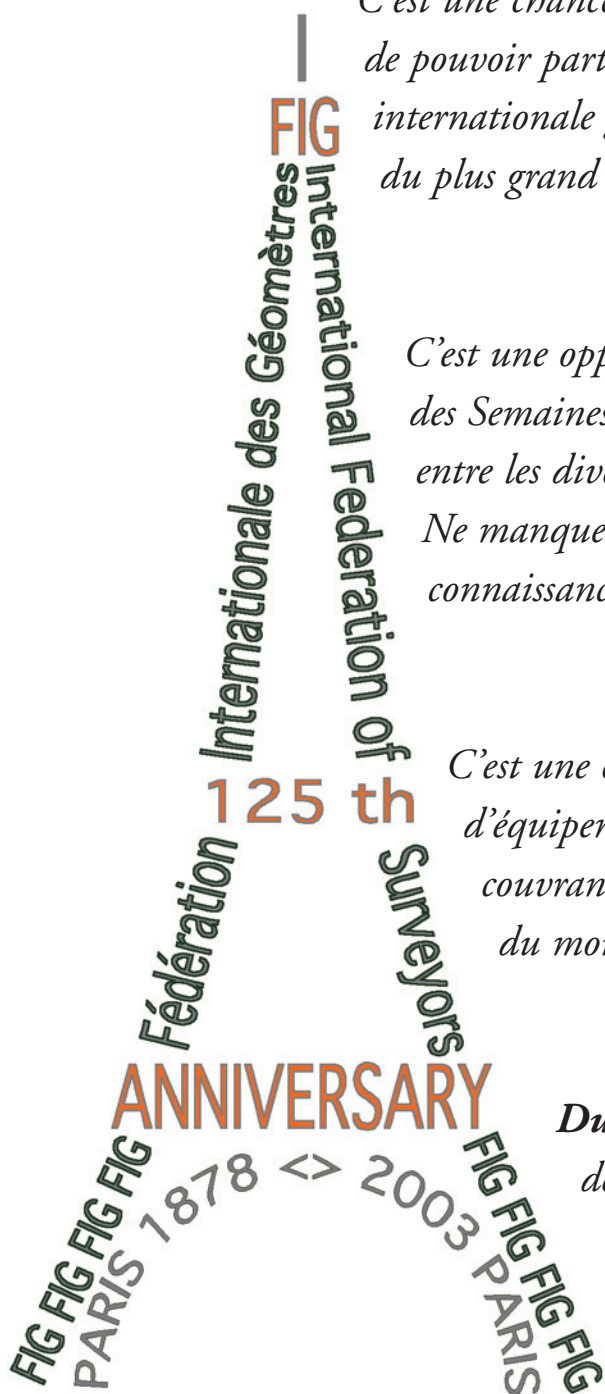 C'est une chance
de pouvoir part
internationale
du plus grand
FIG
Internationale des Géomètres
International Federation of
C'est une opp
des Semaines
entre les div
Ne manque
connaissanc
125 th
C'est une
d'équiper
couvran
du mon
Fédération
Surveyors
ANNIVERSARY
Du
de
FIG FIG FIG FIG
FIG FIG FIG FIG
PARIS 1878 <> 2003 PARIS